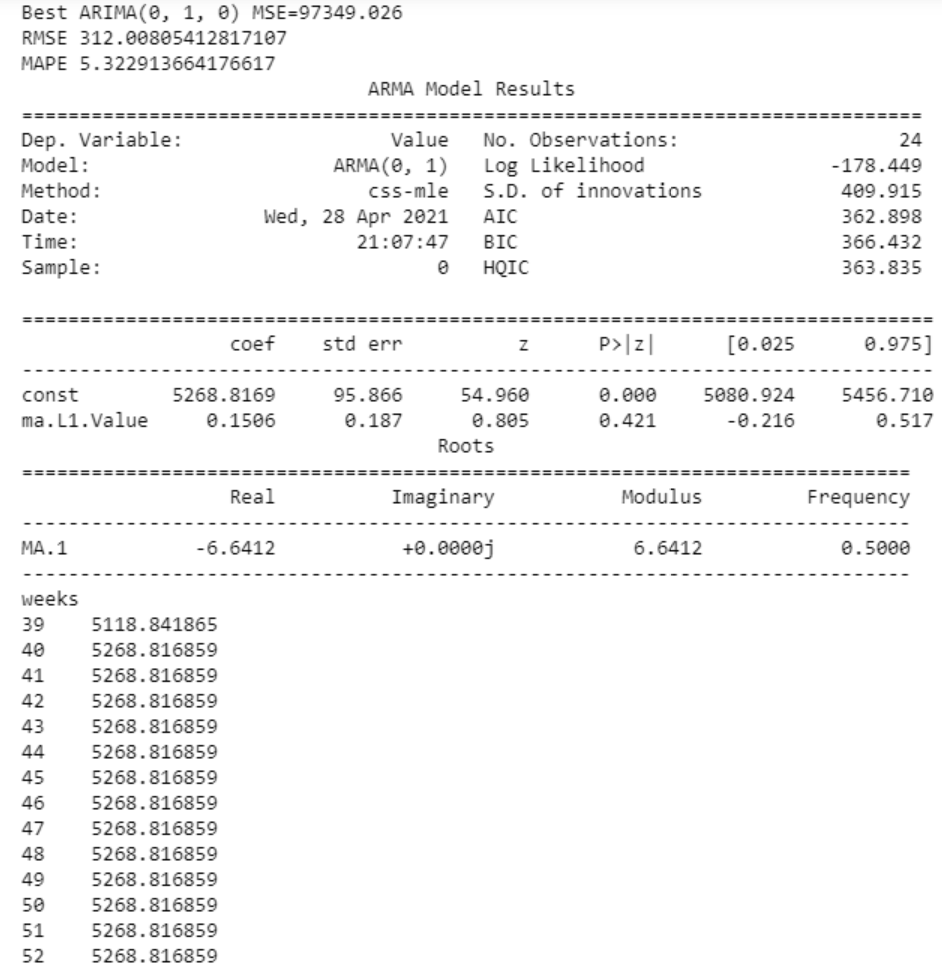 Best ARIMA(0, 1, 0) MSE=97349.026
RMSE 312.00805412817107
MAPE 5.322913664176617
ARMA Model Results
==============================================================================
Dep. Variable: Value No. Observations: 24
Model: ARMA(0, 1) Log Likelihood -178.449
Method: css-mle S.D. of innovations 409.915
Date: Wed, 28 Apr 2021 AIC 362.898
Time: 21:07:47 BIC 366.432
Sample: 0 HQIC 363.835
===============================================================================
coef std err z P>|z| [0.025 0.975]
-------------------------------------------------------------------------------
const 5268.8169 95.866 54.960 0.000 5080.924 5456.710
ma.L1.Value 0.1506 0.187 0.805 0.421 -0.216 0.517
Roots
=============================================================================
Real Imaginary Modulus Frequency
-----------------------------------------------------------------------------
MA.1 -6.6412 +0.0000j 6.6412 0.5000
-----------------------------------------------------------------------------
weeks
39 5118.841865
40 5268.816859
41 5268.816859
42 5268.816859
43 5268.816859
44 5268.816859
45 5268.816859
46 5268.816859
47 5268.816859
48 5268.816859
49 5268.816859
50 5268.816859
51 5268.816859
52 5268.816859